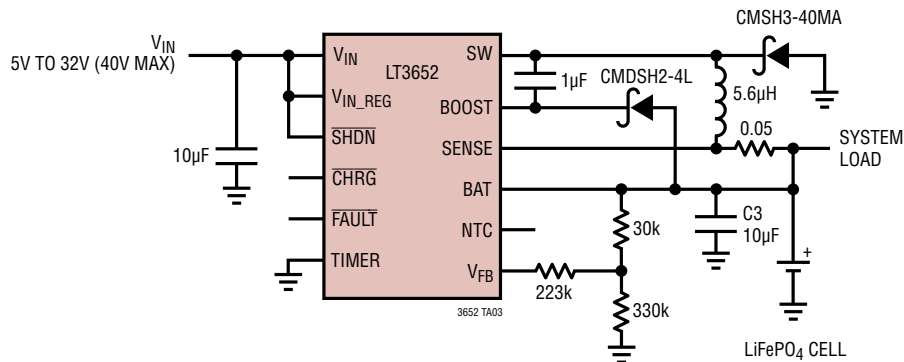 CMSH3-40MA
V_IN
5V TO 32V (40V MAX)
V_IN
SW
LT3652
1µF
CMDSH2-4L
5.6µH
V_IN_REG
BOOST
0.05
SYSTEM
LOAD
SHDN
10µF
SENSE
CHRG
BAT
FAULT
NTC
30k
C3
10µF
TIMER
V_FB
+
223k
330k
3652 TA03
LiFePO4 CELL